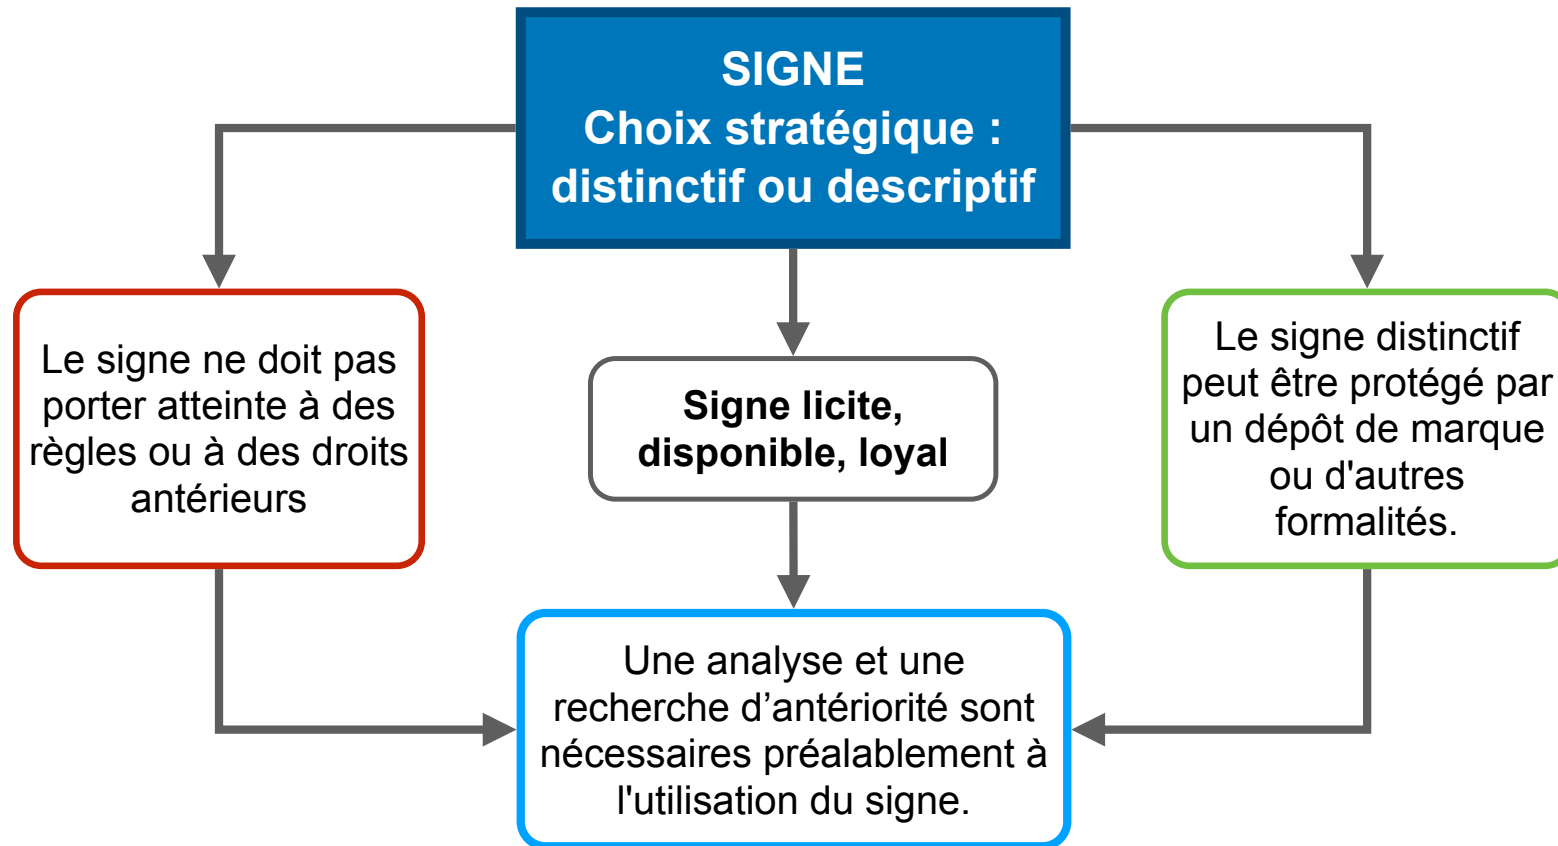 SIGNE
Choix stratégique :
distinctif ou descriptif
Le signe ne doit pas
porter atteinte à des
règles ou à des droits
antérieurs
Signe licite,
disponible, loyal
Le signe distinctif
peut être protégé par
un dépôt de marque
ou d'autres
formalités.
Une analyse et une
recherche d’antériorité sont
nécessaires préalablement à
l'utilisation du signe.